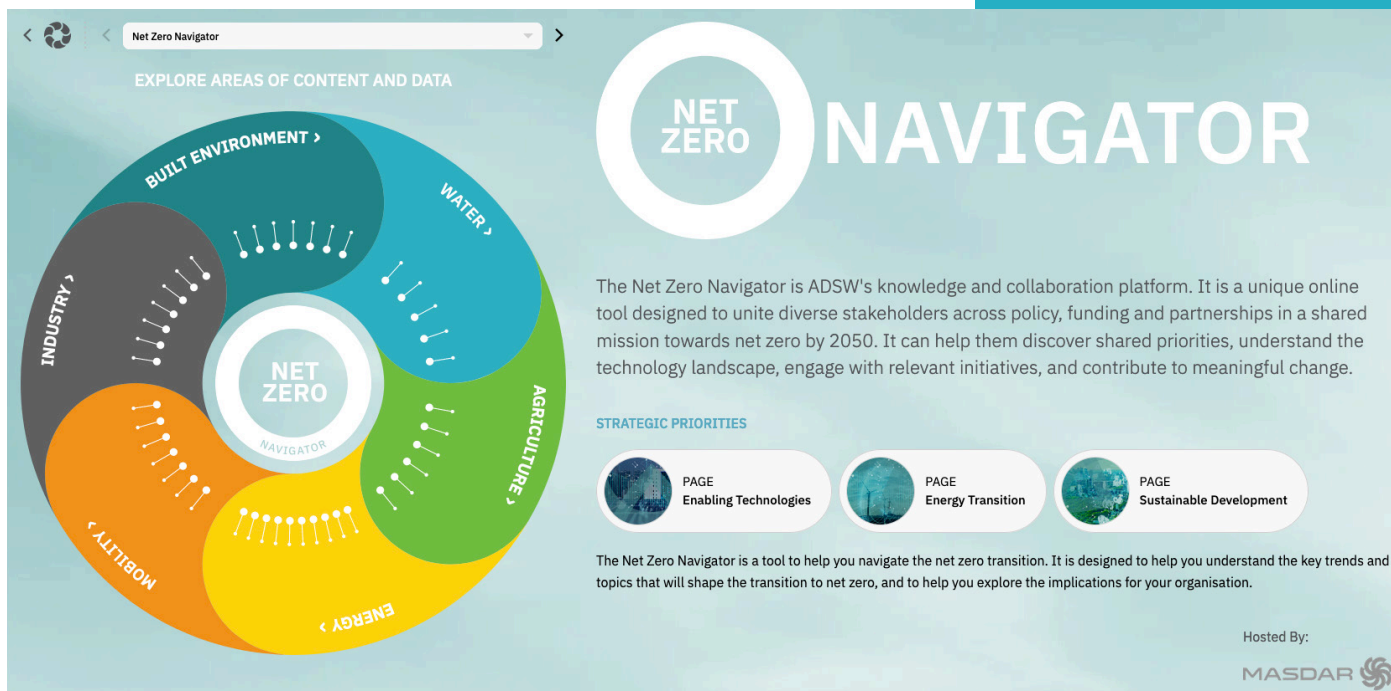 Net Zero Navigator
EXPLORE AREAS OF CONTENT AND DATA
BUILT ENVIRONMENT ›
WATER ›
AGRICULTURE ›
ENERGY ›
MOBILITY ›
INDUSTRY ›
NET
ZERO
NAVIGATOR
NET
ZERO
NAVIGATOR
The Net Zero Navigator is ADSW's knowledge and collaboration platform. It is a unique online
tool designed to unite diverse stakeholders across policy, funding and partnerships in a shared
mission towards net zero by 2050. It can help them discover shared priorities, understand the
technology landscape, engage with relevant initiatives, and contribute to meaningful change.
STRATEGIC PRIORITIES
PAGE
Enabling Technologies
PAGE
Energy Transition
PAGE
Sustainable Development
The Net Zero Navigator is a tool to help you navigate the net zero transition. It is designed to help you understand the key trends and
topics that will shape the transition to net zero, and to help you explore the implications for your organisation.
Hosted By:
MASDAR